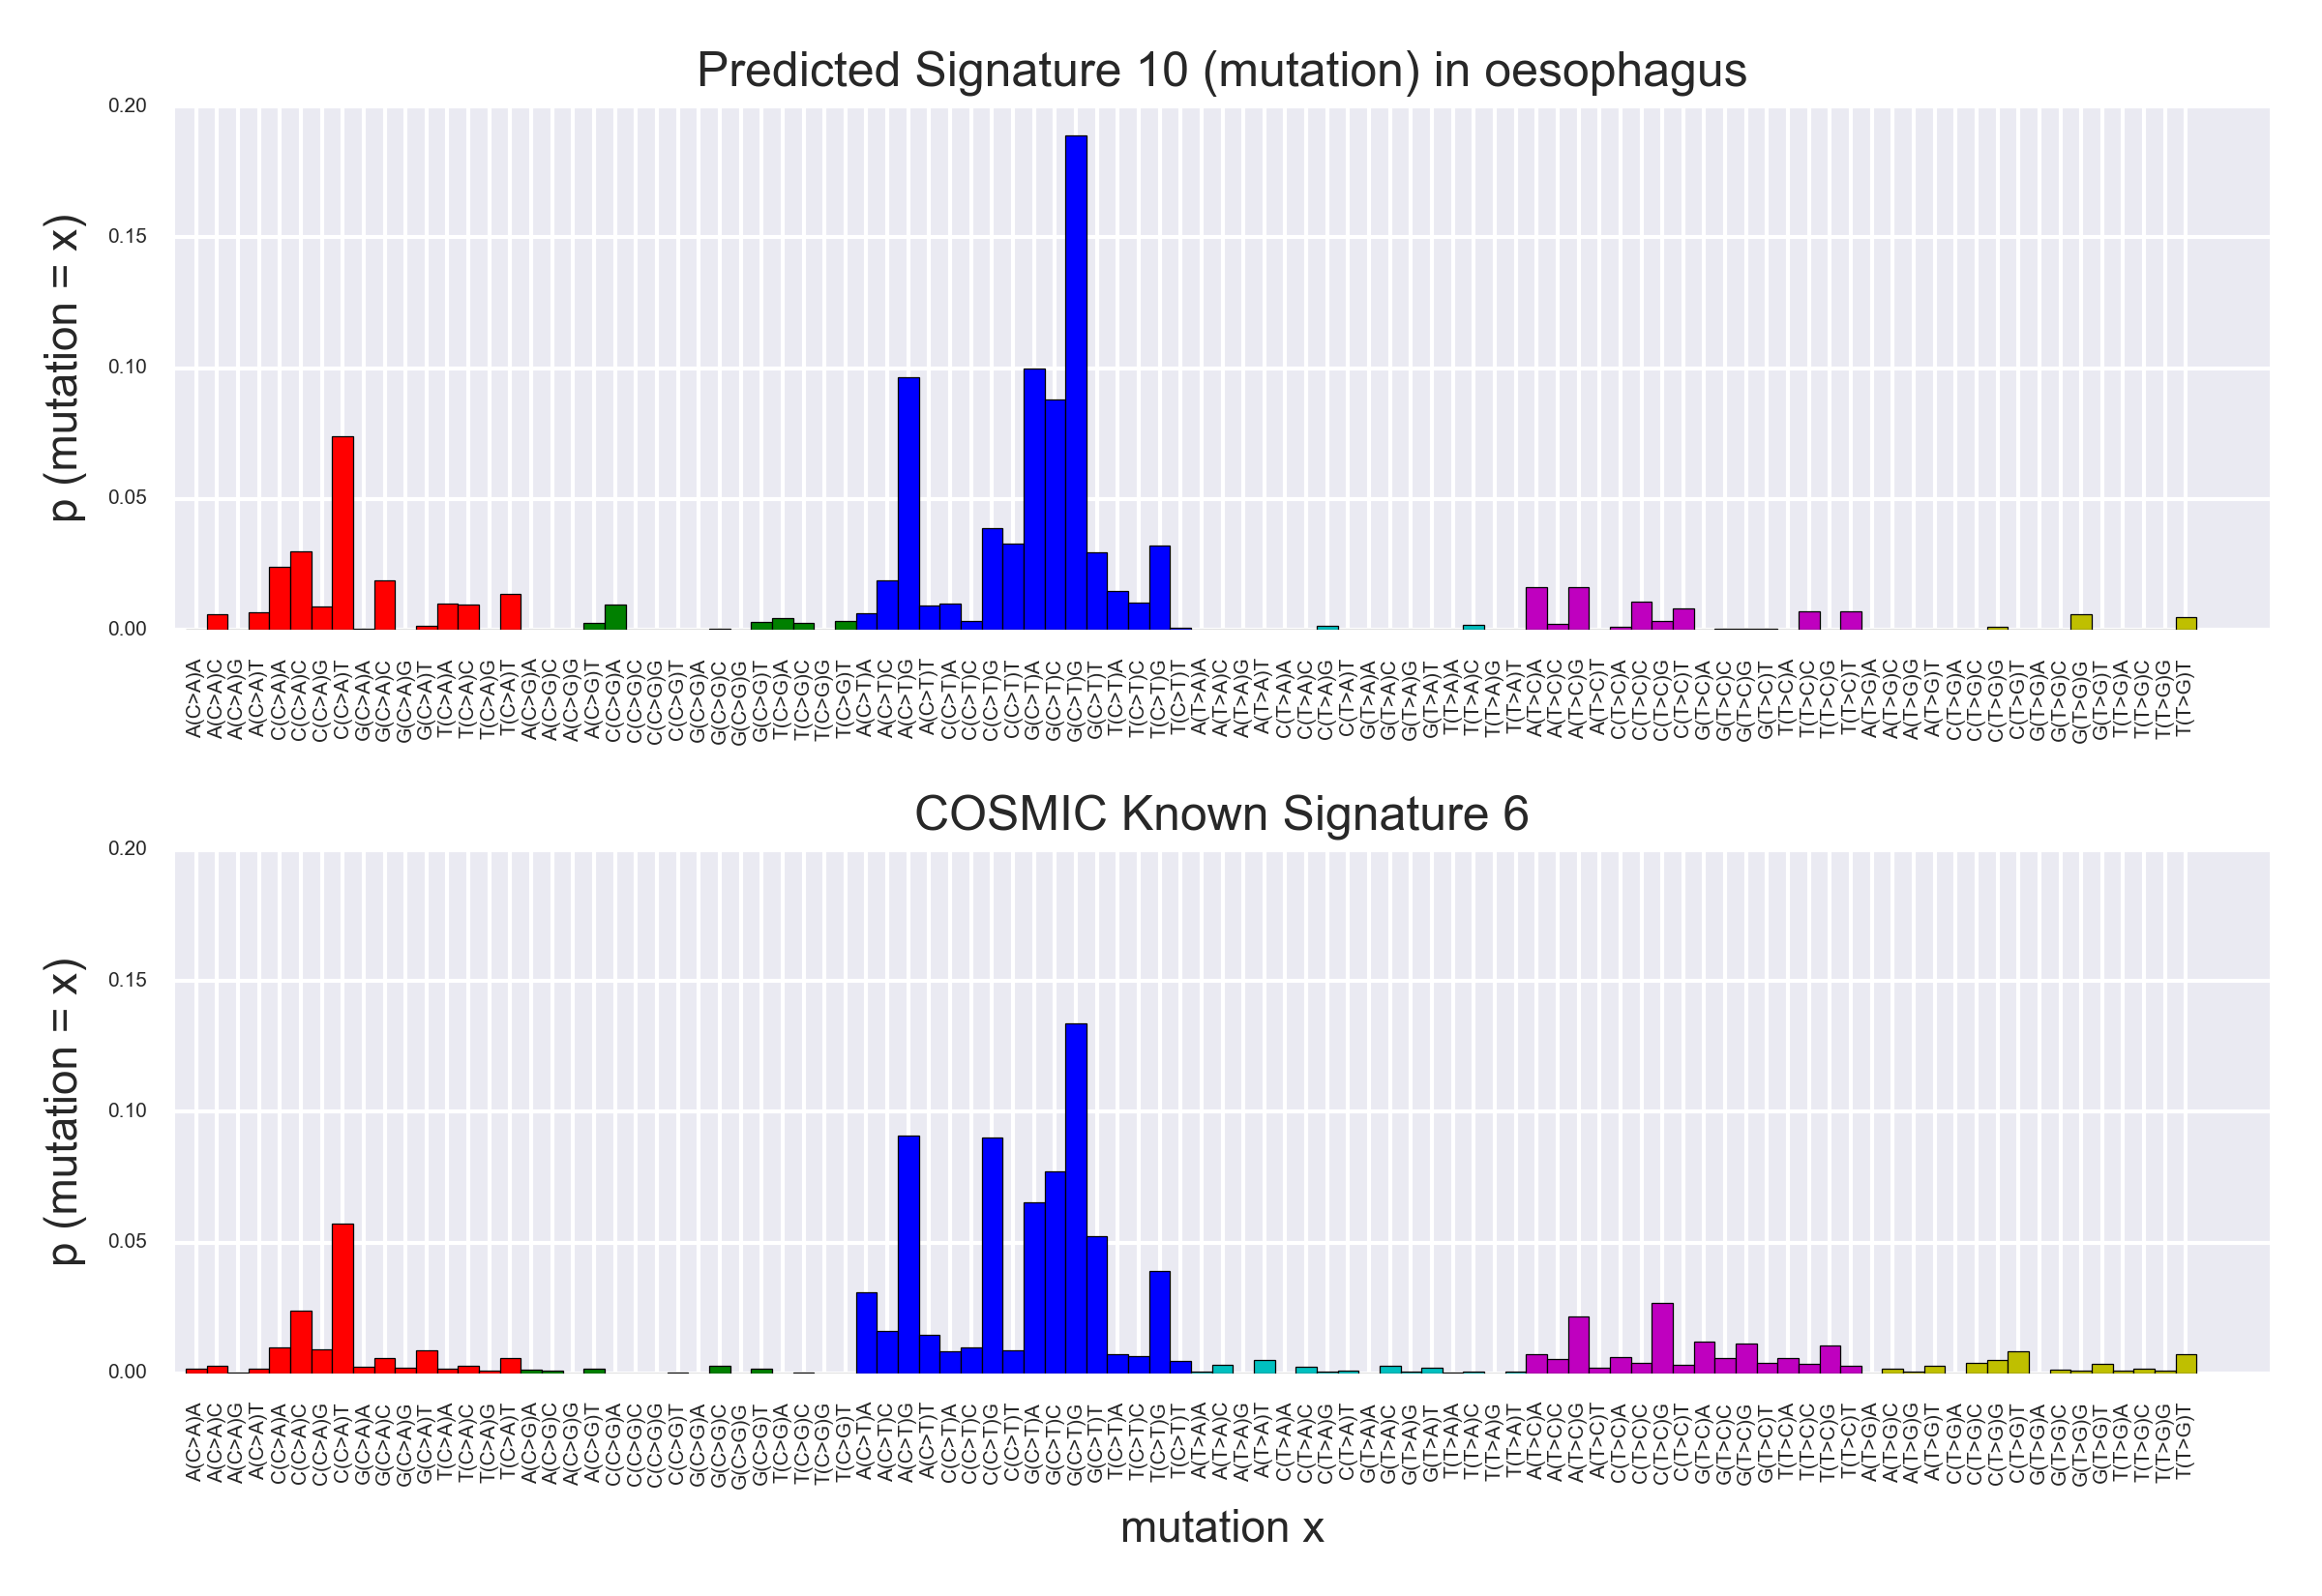 Predicted Signature 10 (mutation) in oesophagus
p (mutation = x)
0.20
0.15
0.10
0.05
0.00
A(C>A)A A(C>A)C A(C>A)G A(C>A)T C(C>A)A C(C>A)C C(C>A)G C(C>A)T G(C>A)A G(C>A)C G(C>A)G G(C>A)T T(C>A)A T(C>A)C T(C>A)G T(C>A)T A(C>G)A A(C>G)C A(C>G)G A(C>G)T C(C>G)A C(C>G)C C(C>G)G C(C>G)T G(C>G)A G(C>G)C G(C>G)G G(C>G)T T(C>G)A T(C>G)C T(C>G)G T(C>G)T A(C>T)A A(C>T)C A(C>T)G A(C>T)T C(C>T)A C(C>T)C C(C>T)G C(C>T)T G(C>T)A G(C>T)C G(C>T)G G(C>T)T T(C>T)A T(C>T)C T(C>T)G T(C>T)T A(T>A)A A(T>A)C A(T>A)G A(T>A)T C(T>A)A C(T>A)C C(T>A)G C(T>A)T G(T>A)A G(T>A)C G(T>A)G G(T>A)T T(T>A)A T(T>A)C T(T>A)G T(T>A)T A(T>C)A A(T>C)C A(T>C)G A(T>C)T C(T>C)A C(T>C)C C(T>C)G C(T>C)T G(T>C)A G(T>C)C G(T>C)G G(T>C)T T(T>C)A T(T>C)C T(T>C)G T(T>C)T A(T>G)A A(T>G)C A(T>G)G A(T>G)T C(T>G)A C(T>G)C C(T>G)G C(T>G)T G(T>G)A G(T>G)C G(T>G)G G(T>G)T T(T>G)A T(T>G)C T(T>G)G T(T>G)T
COSMIC Known Signature 6
p (mutation = x)
0.20
0.15
0.10
0.05
0.00
A(C>A)A A(C>A)C A(C>A)G A(C>A)T C(C>A)A C(C>A)C C(C>A)G C(C>A)T G(C>A)A G(C>A)C G(C>A)G G(C>A)T T(C>A)A T(C>A)C T(C>A)G T(C>A)T A(C>G)A A(C>G)C A(C>G)G A(C>G)T C(C>G)A C(C>G)C C(C>G)G C(C>G)T G(C>G)A G(C>G)C G(C>G)G G(C>G)T T(C>G)A T(C>G)C T(C>G)G T(C>G)T A(C>T)A A(C>T)C A(C>T)G A(C>T)T C(C>T)A C(C>T)C C(C>T)G C(C>T)T G(C>T)A G(C>T)C G(C>T)G G(C>T)T T(C>T)A T(C>T)C T(C>T)G T(C>T)T A(T>A)A A(T>A)C A(T>A)G A(T>A)T C(T>A)A C(T>A)C C(T>A)G C(T>A)T G(T>A)A G(T>A)C G(T>A)G G(T>A)T T(T>A)A T(T>A)C T(T>A)G T(T>A)T A(T>C)A A(T>C)C A(T>C)G A(T>C)T C(T>C)A C(T>C)C C(T>C)G C(T>C)T G(T>C)A G(T>C)C G(T>C)G G(T>C)T T(T>C)A T(T>C)C T(T>C)G T(T>C)T A(T>G)A A(T>G)C A(T>G)G A(T>G)T C(T>G)A C(T>G)C C(T>G)G C(T>G)T G(T>G)A G(T>G)C G(T>G)G G(T>G)T T(T>G)A T(T>G)C T(T>G)G T(T>G)T
mutation x